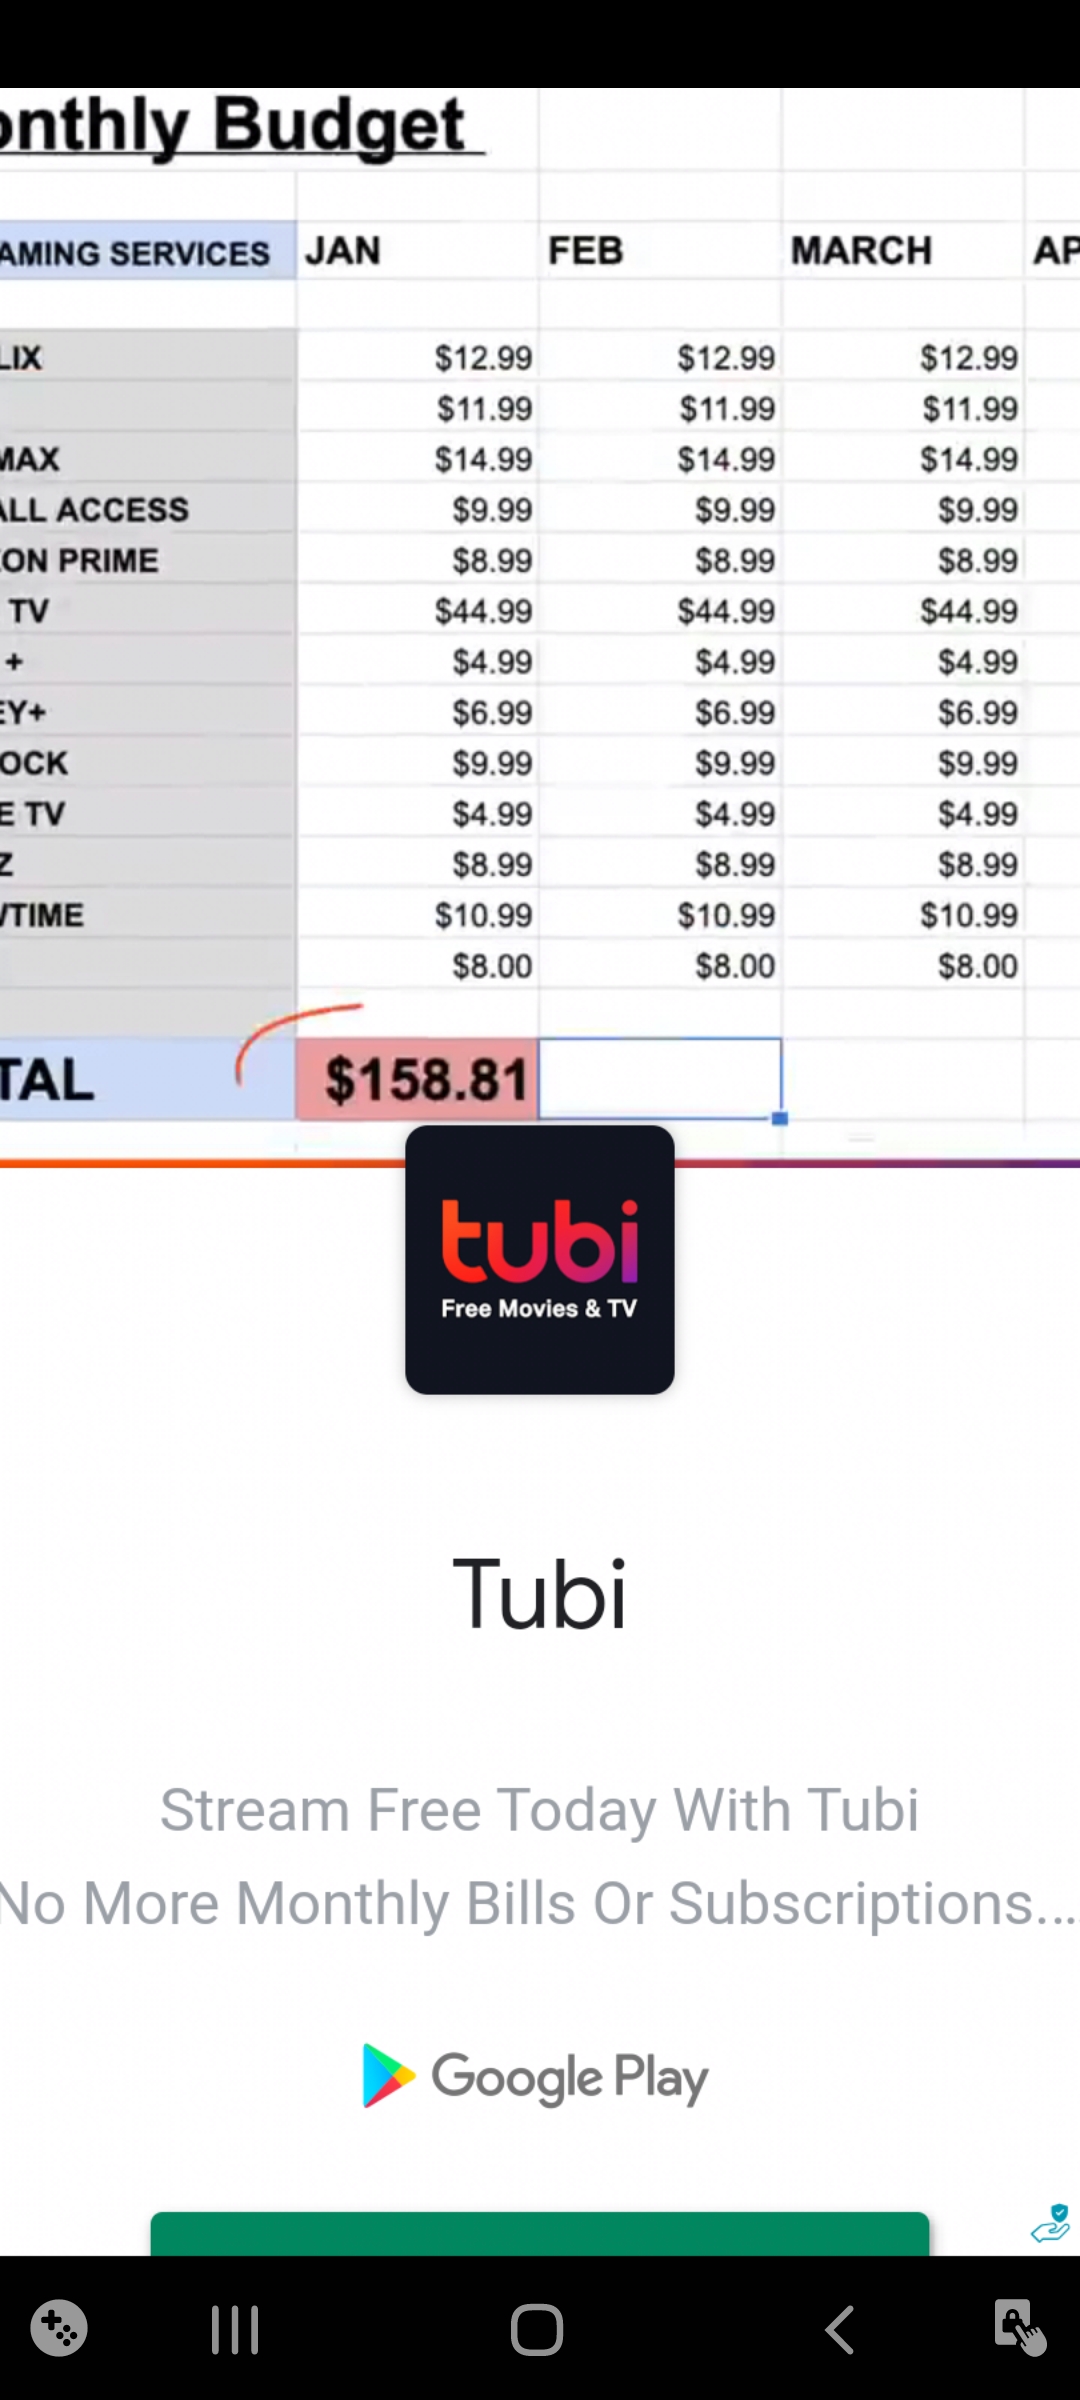 onthly Budget
AMING SERVICES JAN FEB MARCH AP
LIX $12.99 $12.99 $12.99
$11.99 $11.99 $11.99
MAX $14.99 $14.99 $14.99
ALL ACCESS $9.99 $9.99 $9.99
ON PRIME $8.99 $8.99 $8.99
TV $44.99 $44.99 $44.99
+ $4.99 $4.99 $4.99
EY+ $6.99 $6.99 $6.99
OCK $9.99 $9.99 $9.99
E TV $4.99 $4.99 $4.99
Z $8.99 $8.99 $8.99
WTIME $10.99 $10.99 $10.99
$8.00 $8.00 $8.00
TAL $158.81
tubi
Free Movies & TV
Tubi
Stream Free Today With Tubi
No More Monthly Bills Or Subscriptions...
Google Play